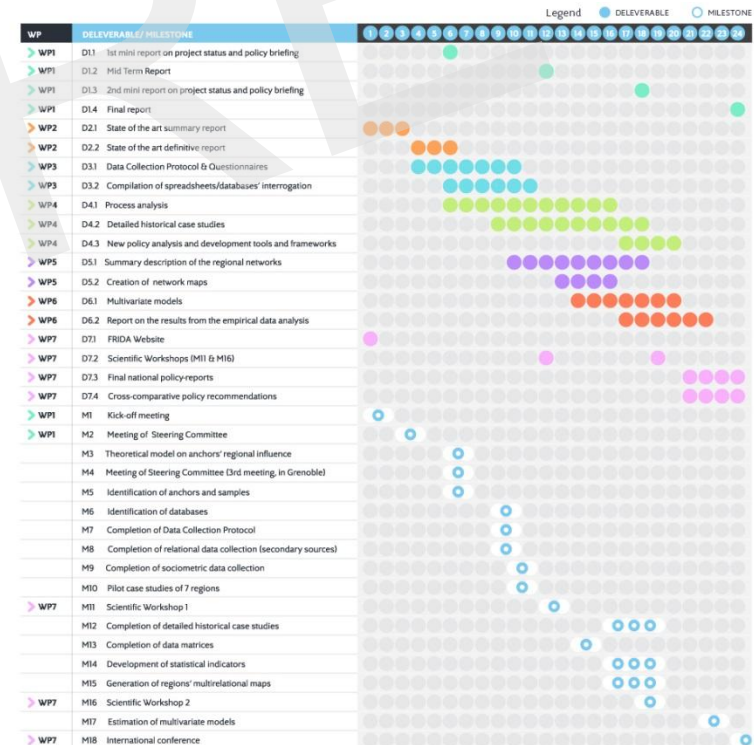 Legend DELEVERABLE MILESTONE
WP DELEVERABLE/ MILESTONE 1 2 3 4 5 6 7 8 9 10 11 12 13 14 15 16 17 18 19 20 21 22 23 24
WP1 D1.1 1st mini report on project status and policy briefing
WP1 D1.2 Mid Term Report
WP1 D1.3 2nd mini report on project status and policy briefing
WP1 D1.4 Final report
WP2 D2.1 State of the art summary report
WP2 D2.2 State of the art definitive report
WP3 D3.1 Data Collection Protocol & Questionnaires
WP3 D3.2 Compilation of spreadsheets/databases' interrogation
WP4 D4.1 Process analysis
WP4 D4.2 Detailed historical case studies
WP4 D4.3 New policy analysis and development tools and frameworks
WP5 D5.1 Summary description of the regional networks
WP5 D5.2 Creation of network maps
WP6 D6.1 Multivariate models
WP6 D6.2 Report on the results from the empirical data analysis
WP7 D7.1 FRIDA Website
WP7 D7.2 Scientific Workshops (M11 & M16)
WP7 D7.3 Final national policy-reports
WP7 D7.4 Cross-comparative policy recommendations
WP1 M1 Kick-off meeting
WP1 M2 Meeting of Steering Committee
M3 Theoretical model on anchors' regional influence
M4 Meeting of Steering Committee (3rd meeting, in Grenoble)
M5 Identification of anchors and samples
M6 Identification of databases
M7 Completion of Data Collection Protocol
M8 Completion of relational data collection (secondary sources)
M9 Completion of sociometric data collection
M10 Pilot case studies of 7 regions
WP7 M11 Scientific Workshop 1
M12 Completion of detailed historical case studies
M13 Completion of data matrices
M14 Development of statistical indicators
M15 Generation of regions' multirelational maps
WP7 M16 Scientific Workshop 2
M17 Estimation of multivariate models
WP7 M18 International conference